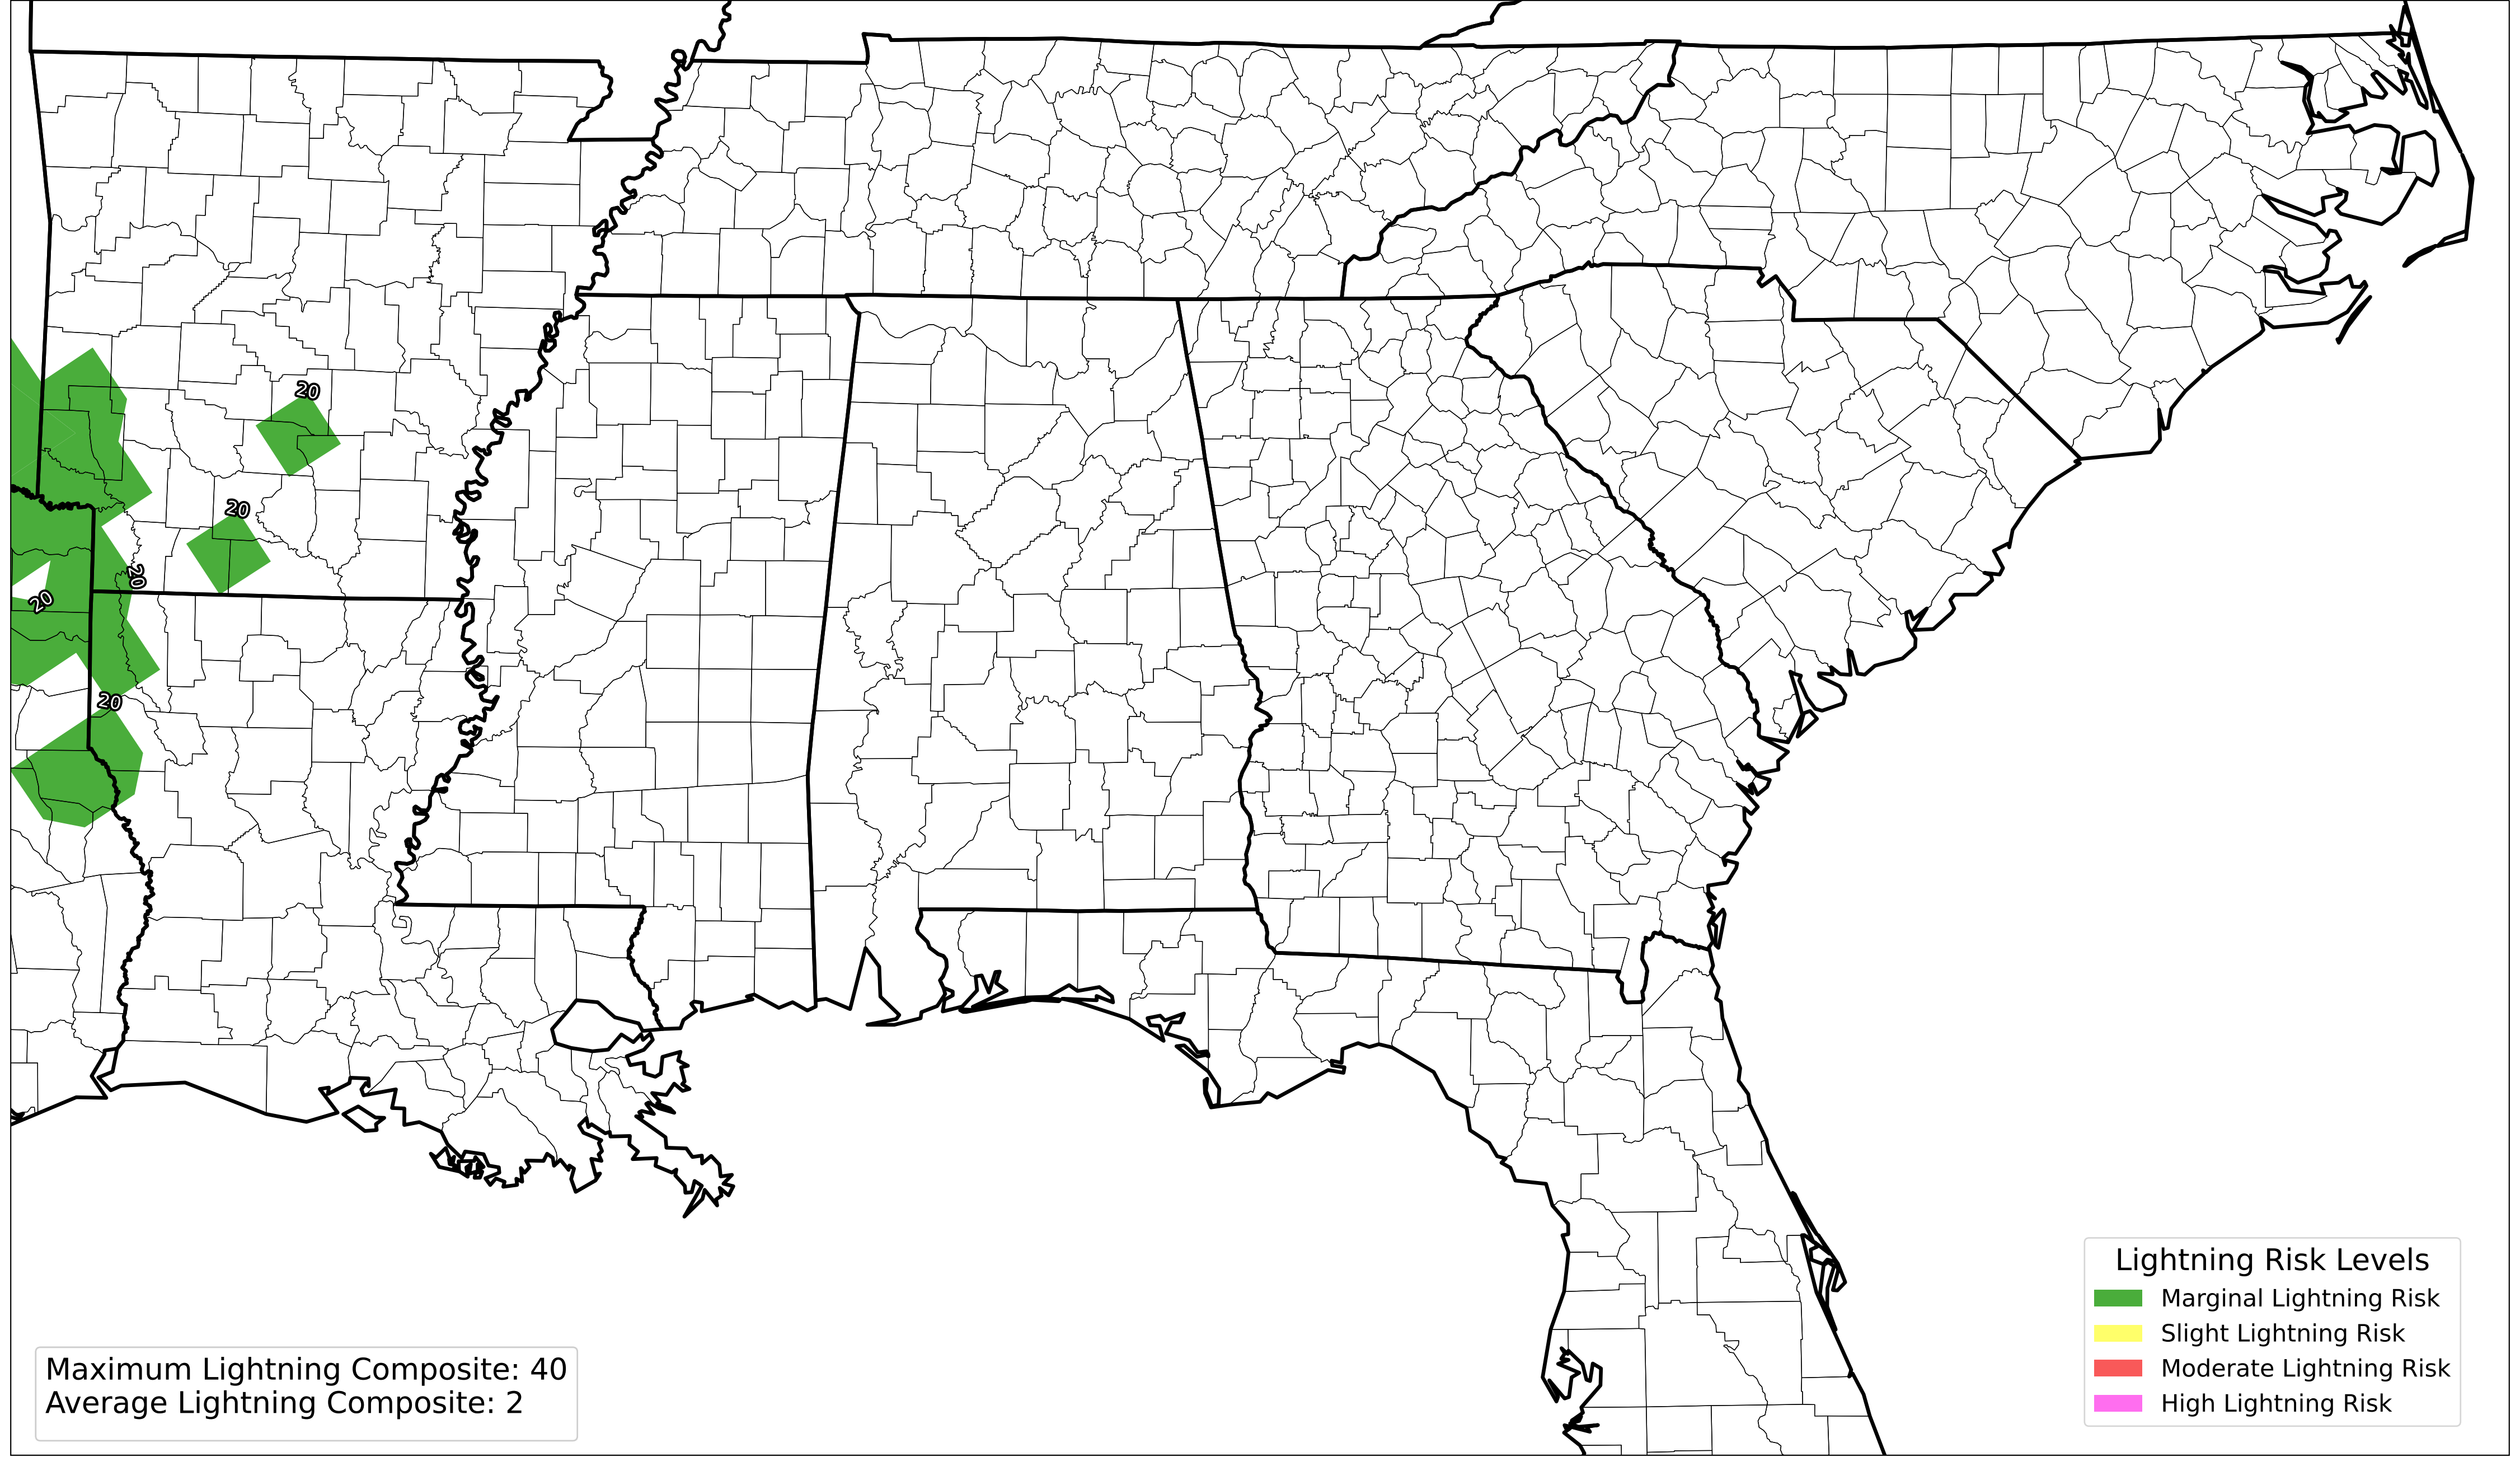 20
20
20
20
20
Maximum Lightning Composite: 40
Average Lightning Composite: 2
Lightning Risk Levels
Marginal Lightning Risk
Slight Lightning Risk
Moderate Lightning Risk
High Lightning Risk